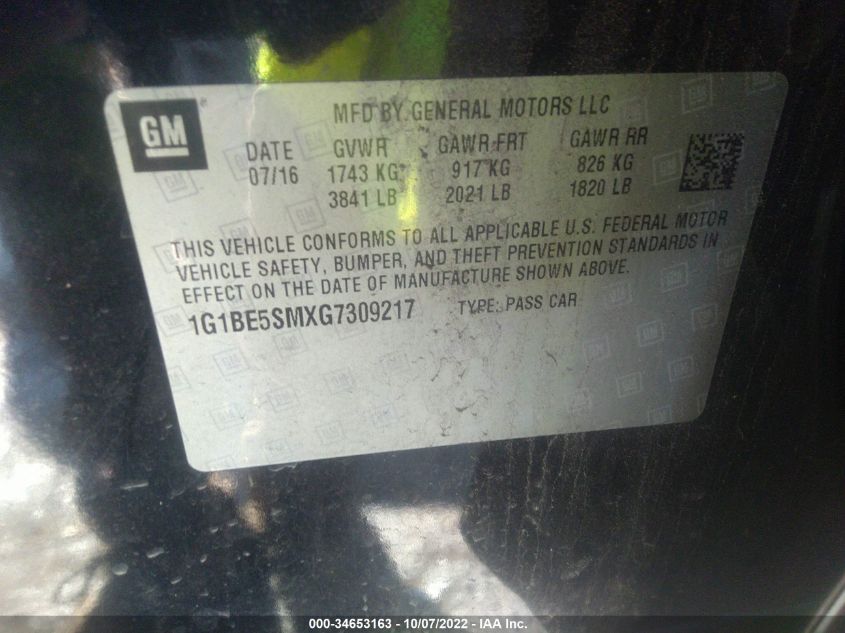 GM ®
MFD BY GENERAL MOTORS LLC
DATE GVWR GAWR FRT GAWR RR
07/16 1743 KG 917 KG 826 KG
3841 LB 2021 LB 1820 LB
THIS VEHICLE CONFORMS TO ALL APPLICABLE U.S. FEDERAL MOTOR
VEHICLE SAFETY, BUMPER, AND THEFT PREVENTION STANDARDS IN
EFFECT ON THE DATE OF MANUFACTURE SHOWN ABOVE.
1G1BE5SMXG7309217 TYPE: PASS CAR
000-34653163 - 10/07/2022 - IAA Inc.